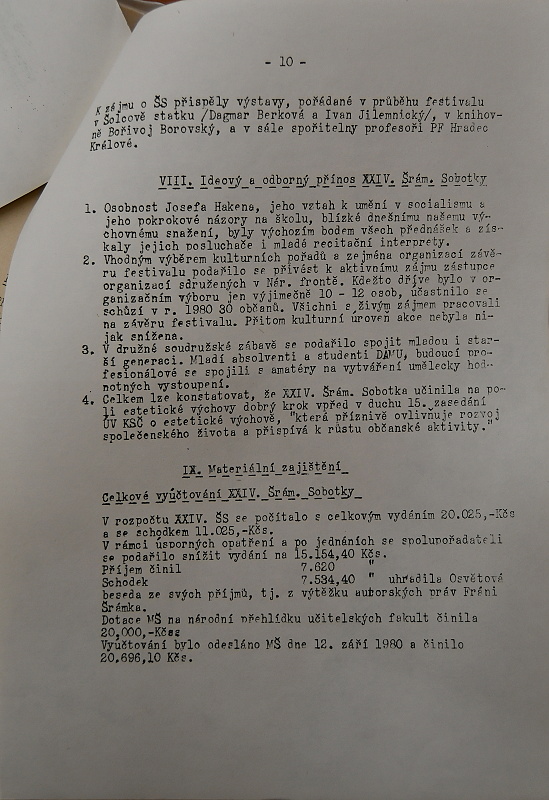 - 10 -
K zájmu o ŠS přispěly výstavy, pořádané v průběhu festivalu
v Šolcově statku /Dagmar Berková a Ivan Jilemnický/, v knihov-
ně Bořivoj Borovský, a v sále spořitelny profesoři PF Hradec
Králové.
VIII. Ideový a odborný přínos XXIV. Šrám. Sobotky
1. Osobnost Josefa Hakena, jeho vztah k umění v socialismu a
jeho pokrokové názory na školu, blízké dnešnímu našemu vý-
chovnému snažení, byly výchozím bodem všech přednášek a zís-
kaly jejich posluchače i mladé recitační interprety.
2. Vhodným výběrem kulturních pořadů a zejména organizací závě-
ru festivalu podařilo se přivést k aktivnímu zájmu zástupce
organizací sdružených v Nár. frontě. Kdežto dříve bylo v or-
ganizačním výboru jen výjimečně 10 - 12 osob, účastnilo se
schůzí v r. 1980 30 občanů. Všichni s živým zájmem pracovali
na závěru festivalu. Přitom kulturní úroveň akce nebyla ni-
jak snížena.
3. V družné soudružské zábavě se podařilo spojit mladou i star-
ší generaci. Mladí absolventi a studenti DAMU, budoucí pro-
fesionálové se spojili s amatéry na vytváření umělecky hod-
notných vystoupení.
4. Celkem lze konstatovat, že XXIV. Šrám. Sobotka učinila na po-
li estetické výchovy dobrý krok vpřed v duchu 15. zasedání
ÚV KSČ o estetické výchově, "která příznivě ovlivňuje rozvoj
společenského života a přispívá k růstu občanské aktivity."
IX. Materiální zajištění
Celkové vyúčtování XXIV. Šrám. Sobotky
V rozpočtu XXIV. ŠS se počítalo s celkovým vydáním 20.025,-Kčs
a se schodkem 11.025,-Kčs.
V rámci úsporných opatření a po jednáních se spolupořadateli
se podařilo snížit vydání na 15.154,40 Kčs.
Příjem činil 7.620 "
Schodek 7.534,40 " uhradila Osvětová
beseda ze svých příjmů, tj. z výtěžku autorských práv Fráni
Šrámka.
Dotace MŠ na národní přehlídku učitelských fakult činila
20,000,-Kčss
Vyúčtování bylo odesláno MŠ dne 12. září 1980 a činilo
20.696,10 Kčs.